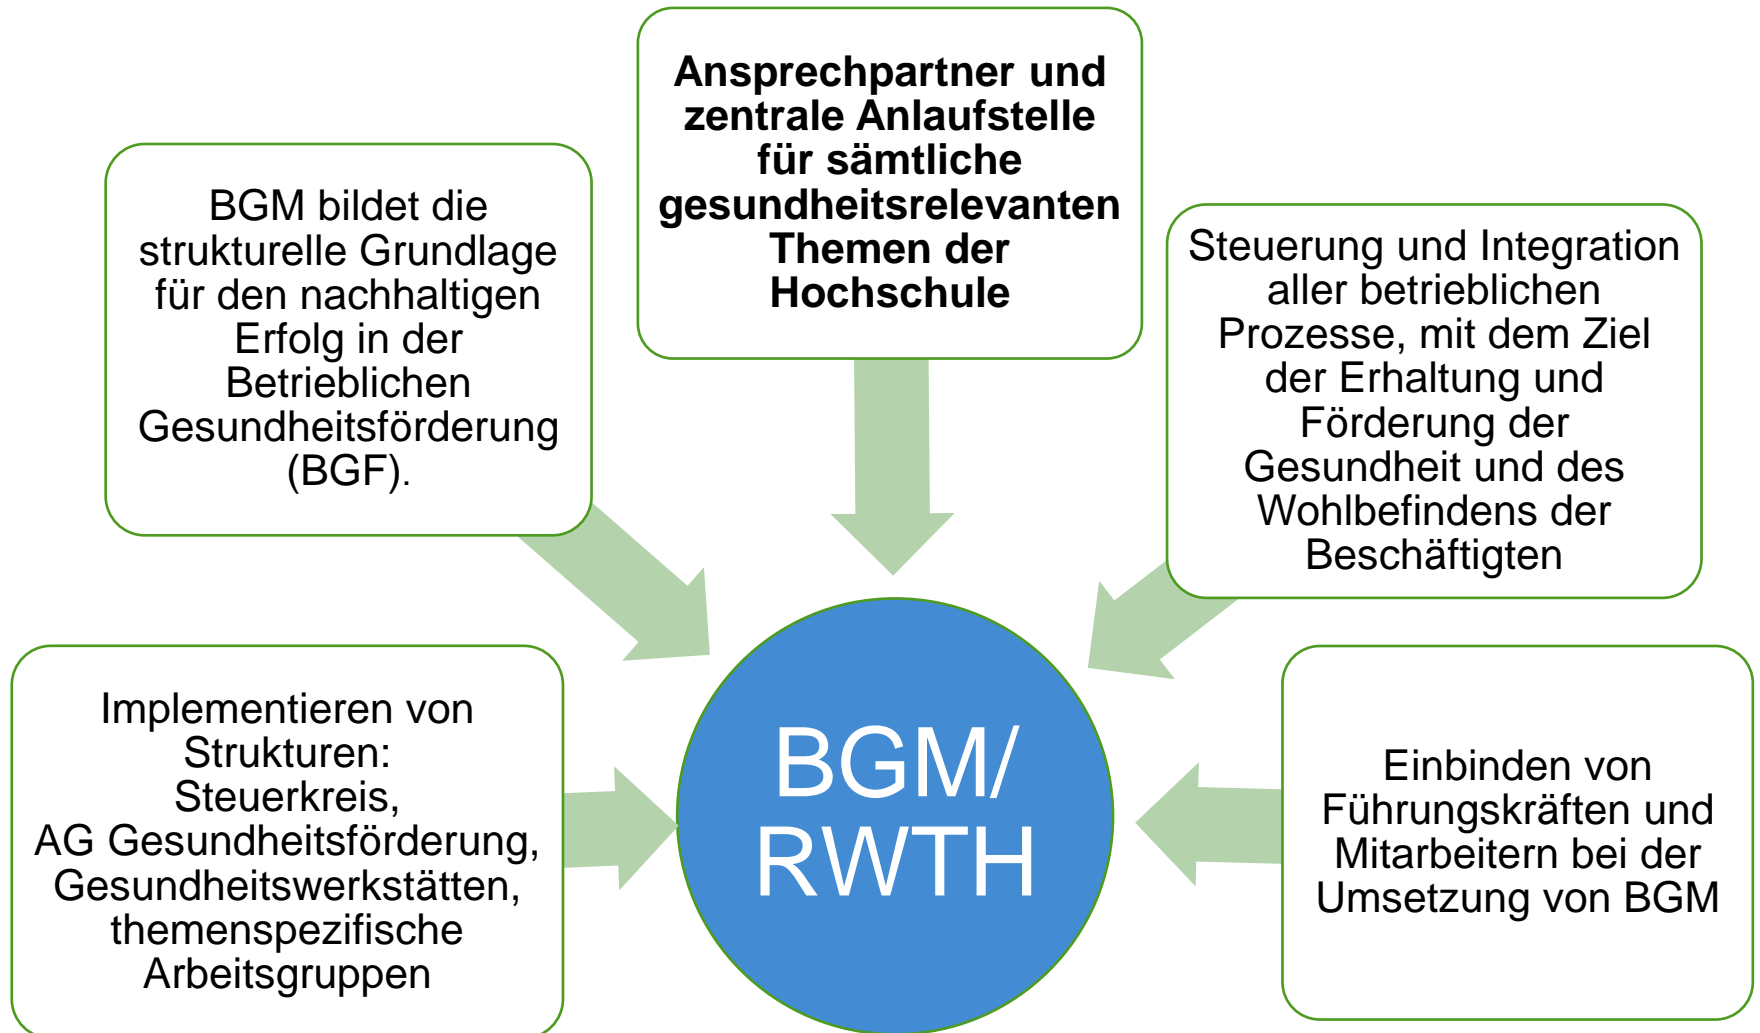 Ansprechpartner und
zentrale Anlaufstelle
für sämtliche
gesundheitsrelevanten
Themen der
Hochschule
BGM bildet die
strukturelle Grundlage
für den nachhaltigen
Erfolg in der
Betrieblichen
Gesundheitsförderung
(BGF).
Steuerung und Integration
aller betrieblichen
Prozesse, mit dem Ziel
der Erhaltung und
Förderung der
Gesundheit und des
Wohlbefindens der
Beschäftigten
Implementieren von
Strukturen:
Steuerkreis,
AG Gesundheitsförderung,
Gesundheitswerkstätten,
themenspezifische
Arbeitsgruppen
BGM/
RWTH
Einbinden von
Führungskräften und
Mitarbeitern bei der
Umsetzung von BGM